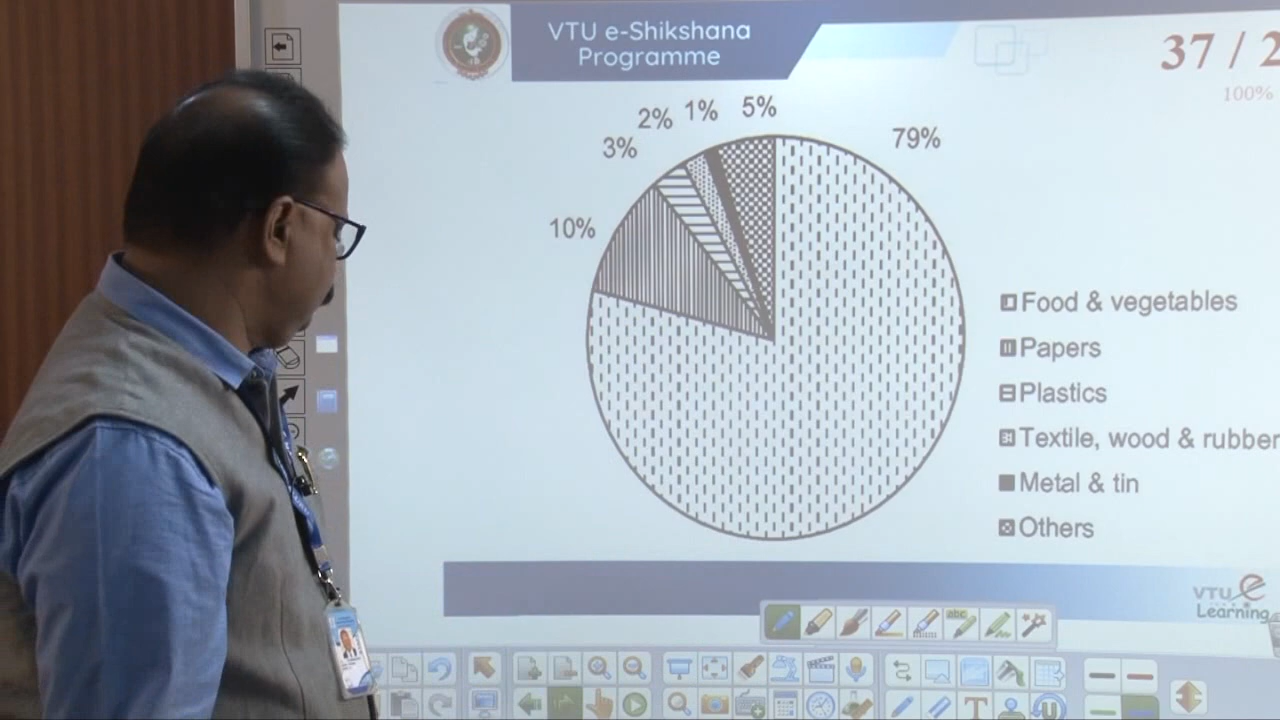 VTU e-Shikshana
Programme
37 / 2
100%
2%
1%
5%
79%
3%
10%
Food & vegetables
Papers
Plastics
Textile, wood & rubber
Metal & tin
Others
VTU e
Learning
abc
T